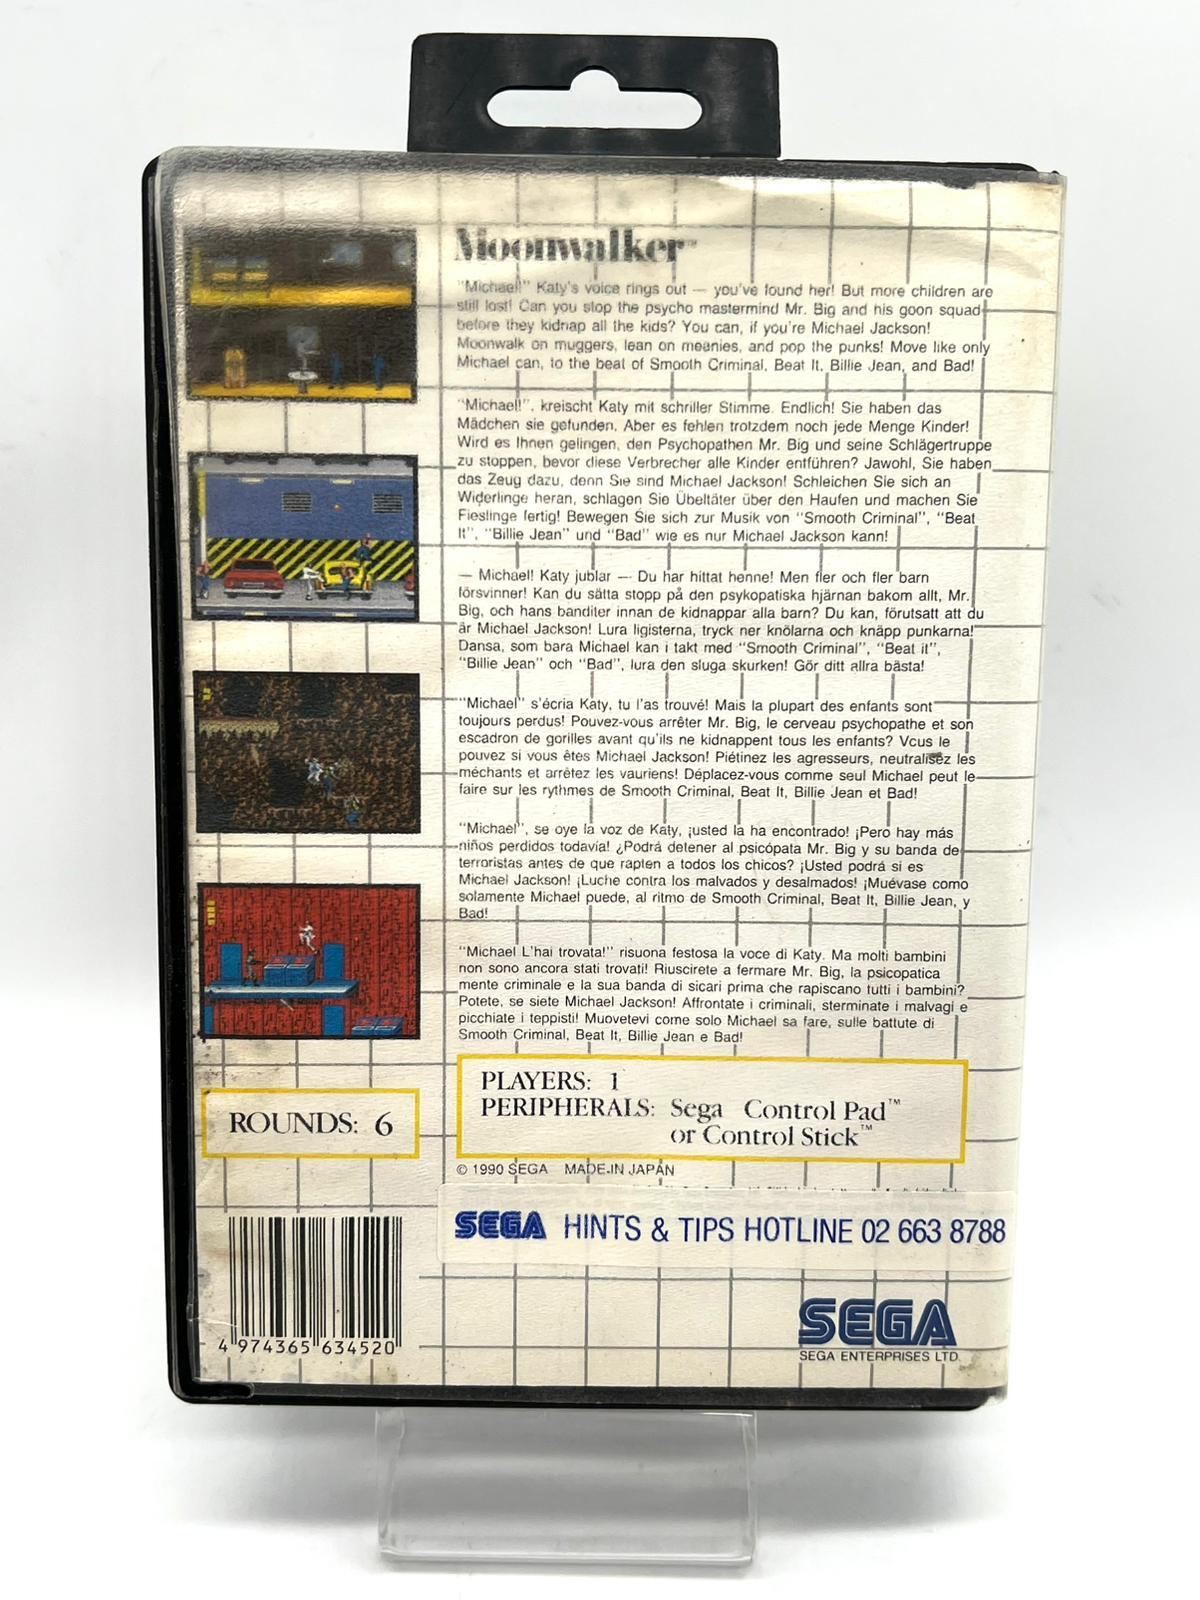 Moonwalker™
"Michael!" Katy's voice rings out — you've found her! But more children are
still lost! Can you stop the psycho mastermind Mr. Big and his goon squad
before they kidnap all the kids? You can, if you're Michael Jackson!
Moonwalk on muggers, lean on meanies, and pop the punks! Move like only
Michael can, to the beat of Smooth Criminal, Beat It, Billie Jean, and Bad!
"Michael!", kreischt Katy mit schriller Stimme. Endlich! Sie haben das
Mädchen sie gefunden. Aber es fehlen trotzdem noch jede Menge Kinder!
Wird es Ihnen gelingen, den Psychopathen Mr. Big und seine Schlägertruppe
zu stoppen, bevor diese Verbrecher alle Kinder entführen? Jawohl, Sie haben
das Zeug dazu, denn Sie sind Michael Jackson! Schleichen Sie sich an
Widerlinge heran, schlagen Sie Übeltäter über den Haufen und machen Sie
Fieslinge fertig! Bewegen Sie sich zur Musik von "Smooth Criminal", "Beat
It", "Billie Jean" und "Bad" wie es nur Michael Jackson kann!
— Michael! Katy jublar — Du har hittat henne! Men fler och fler barn
försvinner! Kan du sätta stopp på den psykopatiska hjärnan bakom allt, Mr.
Big, och hans banditer innan de kidnappar alla barn? Du kan, förutsatt att du
är Michael Jackson! Lura ligisterna, tryck ner knölarna och knäpp punkarna!
Dansa, som bara Michael kan i takt med "Smooth Criminal", "Beat it",
"Billie Jean" och "Bad", lura den sluga skurken! Gör ditt allra bästa!
"Michael" s'écria Katy, tu l'as trouvé! Mais la plupart des enfants sont
toujours perdus! Pouvez-vous arrêter Mr. Big, le cerveau psychopathe et son
escadron de gorilles avant qu'ils ne kidnappent tous les enfants? Vous le
pouvez si vous êtes Michael Jackson! Piétinez les agresseurs, neutralisez les
méchants et arrêtez les vauriens! Déplacez-vous comme seul Michael peut le
faire sur les rythmes de Smooth Criminal, Beat It, Billie Jean et Bad!
"Michael", se oye la voz de Katy, ¡usted la ha encontrado! ¡Pero hay más
niños perdidos todavía! ¿Podrá detener al psicópata Mr. Big y su banda de
terroristas antes de que rapten a todos los chicos? ¡Usted podrá si es
Michael Jackson! ¡Luche contra los malvados y desalmados! ¡Muévase como
solamente Michael puede, al ritmo de Smooth Criminal, Beat It, Billie Jean, y
Bad!
"Michael L'hai trovata!" risuona festosa la voce di Katy. Ma molti bambini
non sono ancora stati trovati! Riuscirete a fermare Mr. Big, la psicopatica
mente criminale e la sua banda di sicari prima che rapiscano tutti i bambini?
Potete, se siete Michael Jackson! Affrontate i criminali, sterminate i malvagi e
picchiate i teppisti! Muovetevi come solo Michael sa fare, sulle battute di
Smooth Criminal, Beat It, Billie Jean e Bad!
ROUNDS: 6
PLAYERS: 1
PERIPHERALS: Sega Control Pad™
or Control Stick™
© 1990 SEGA MADE IN JAPAN
SEGA HINTS & TIPS HOTLINE 02 663 8788
4 974365 634520
SEGA
SEGA ENTERPRISES LTD.